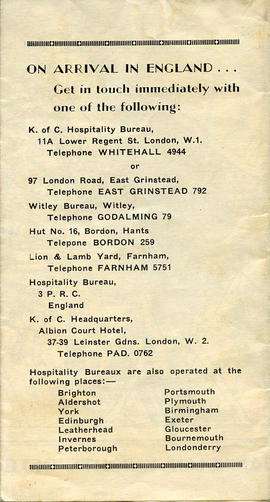 ON ARRIVAL IN ENGLAND . . .
Get in touch immediately with
one of the following:
K. of C. Hospitality Bureau,
11A Lower Regent St. London, W.1.
Telephone WHITEHALL 4944
or
97 London Road, East Grinstead,
Telephone EAST GRINSTEAD 792
Witley Bureau, Witley,
Telephone GODALMING 79
Hut No. 16, Bordon, Hants
Telepone BORDON 259
Lion & Lamb Yard, Farnham,
Telephone FARNHAM 5751
Hospitality Bureau,
3 P. R. C.
England
K. of C. Headquarters,
Albion Court Hotel,
37-39 Leinster Gdns. London, W. 2.
Telephone PAD. 0762
Hospitality Bureaux are also operated at the
following places:—
Brighton Portsmouth
Aldershot Plymouth
York Birmingham
Edinburgh Exeter
Leatherhead Gloucester
Invernes Bournemouth
Peterborough Londonderry